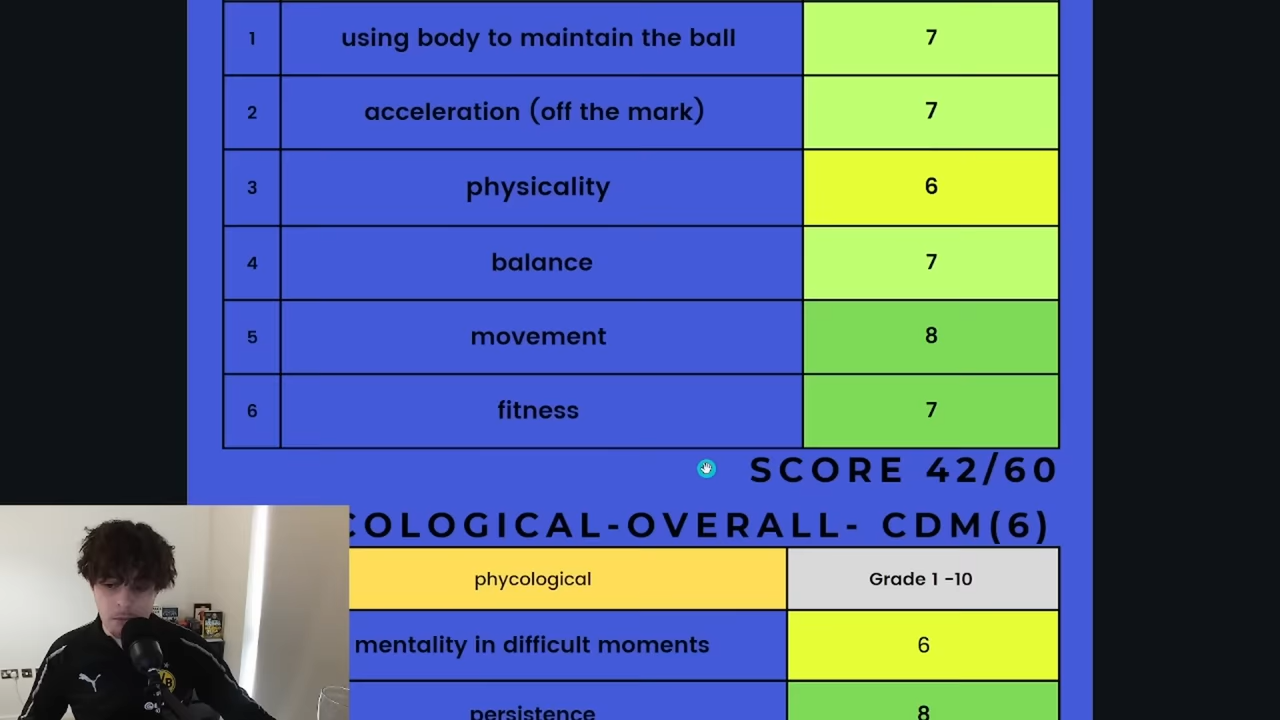 1 using body to maintain the ball 7
2 acceleration (off the mark) 7
3 physicality 6
4 balance 7
5 movement 8
6 fitness 7
SCORE 42/60
COLOGICAL-OVERALL- CDM(6)
phycological Grade 1 -10
mentality in difficult moments 6
persistence 8